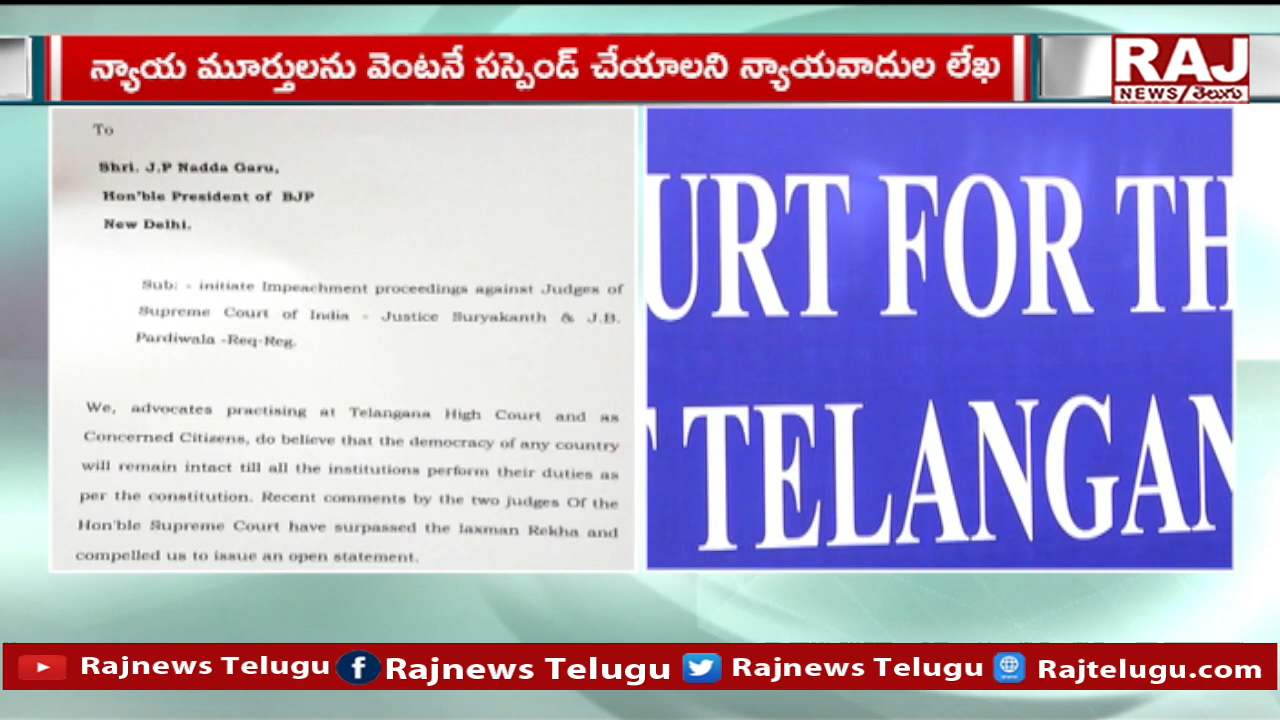 న్యాయ మూర్తులను వెంటనే సస్పెండ్ చేయాలని న్యాయవాదుల లేఖ
RAJ
NEWS తెలుగు
To
Shri. J.P Nadda Garu,
Hon'ble President of BJP
New Delhi.
Sub: - initiate Impeachment proceedings against Judges of
Supreme Court of India - Justice Suryakanth & J.B.
Pardiwala -Req-Reg.
We, advocates practising at Telangana High Court and as
Concerned Citizens, do believe that the democracy of any country
will remain intact till all the institutions perform their duties as
per the constitution. Recent comments by the two judges Of the
Hon'ble Supreme Court have surpassed the laxman Rekha and
compelled us to issue an open statement.
URT FOR TH
TELANGAN
Rajnews Telugu Rajnews Telugu Rajnews Telugu Rajtelugu.com